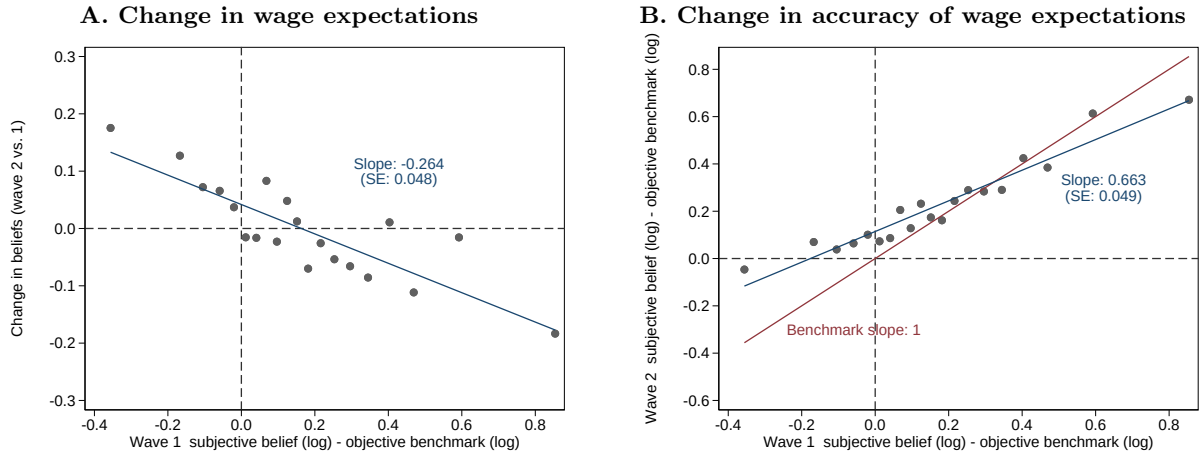 A. Change in wage expectations
Change in beliefs (wave 2 vs. 1)
0.3
0.2
0.1
0.0
-0.1
-0.2
-0.3
Slope: -0.264
(SE: 0.048)
-0.4 -0.2 0.0 0.2 0.4 0.6 0.8
Wave 1 subjective belief (log) - objective benchmark (log)
B. Change in accuracy of wage expectations
Wave 2 subjective belief (log) - objective benchmark (log)
0.8
0.6
0.4
0.2
0.0
-0.2
-0.4
-0.6
Slope: 0.663
(SE: 0.049)
Benchmark slope: 1
-0.4 -0.2 0.0 0.2 0.4 0.6 0.8
Wave 1 subjective belief (log) - objective benchmark (log)